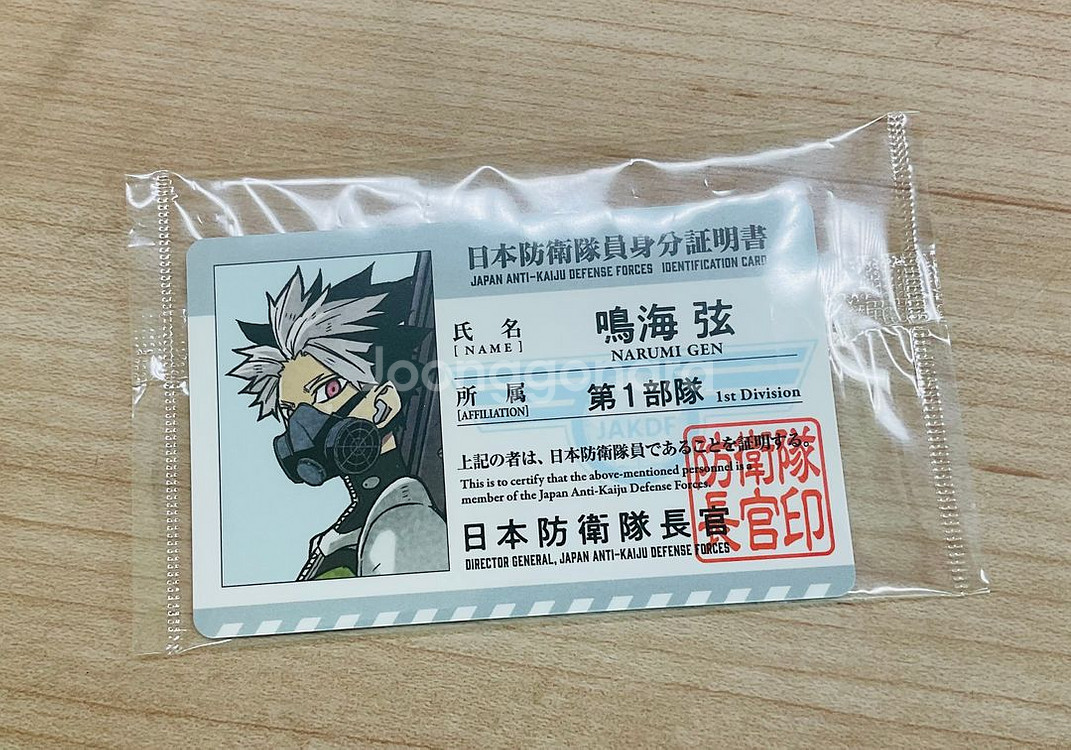 日本防衛隊員身分証明書
JAPAN ANTI-KAIJU DEFENSE FORCES IDENTIFICATION CARD
氏 名 鳴海 弦
[NAME] NARUMI GEN
Joonggonara
所 属 第1部隊 1st Division
[AFFILIATION]
JAKDF
上記の者は、日本防衛隊員であることを証明する。
This is to certify that the above-mentioned personnel is a
member of the Japan Anti-Kaiju Defense Forces.
防衛隊
長官印
日本防衛隊長官
DIRECTOR GENERAL, JAPAN ANTI-KAIJU DEFENSE FORCES